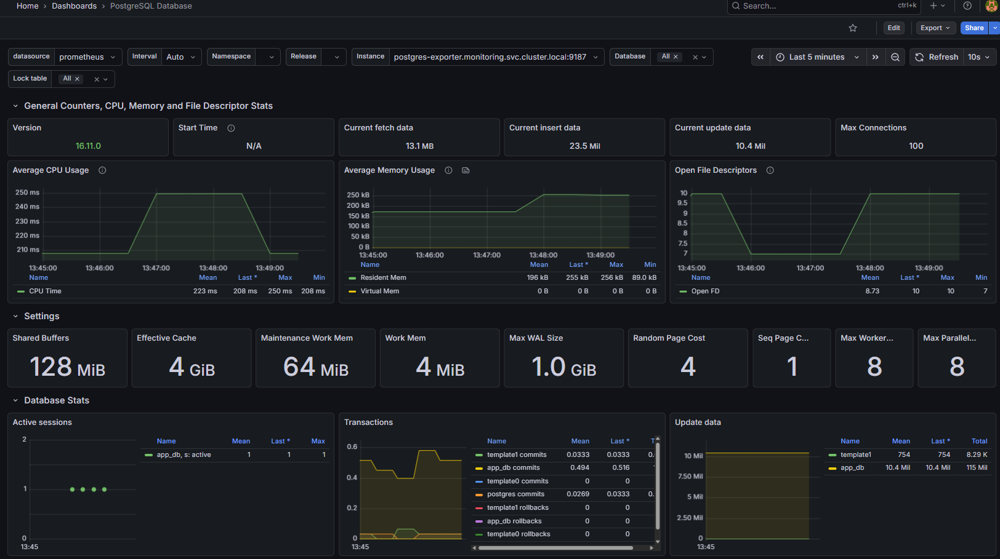 Home › Dashboards › PostgreSQL Database
Search... ctrl+k
Edit Export Share
datasource prometheus Interval Auto Namespace Release Instance postgres-exporter.monitoring.svc.cluster.local:9187 Database All Last 5 minutes Refresh 10s
Lock table All
General Counters, CPU, Memory and File Descriptor Stats
Version Start Time Current fetch data Current insert data Current update data Max Connections
16.11.0 N/A 13.1 MB 23.5 Mil 10.4 Mil 100
Average CPU Usage
250 ms
240 ms
230 ms
220 ms
210 ms
13:45:00 13:46:00 13:47:00 13:48:00 13:49:00
Name Mean Last * Max Min
CPU Time 223 ms 208 ms 250 ms 208 ms
Average Memory Usage
250 kB
200 kB
150 kB
100 kB
50 kB
0 B
13:45:00 13:46:00 13:47:00 13:48:00 13:49:00
Name Mean Last * Max Min
Resident Mem 196 kB 255 kB 256 kB 89.0 kB
Virtual Mem 0 B 0 B 0 B 0 B
Open File Descriptors
10
9.5
9
8.5
8
7.5
7
13:45:00 13:46:00 13:47:00 13:48:00 13:49:00
Name Mean Last * Max Min
Open FD 8.73 10 10 7
Settings
Shared Buffers Effective Cache Maintenance Work Mem Work Mem Max WAL Size Random Page Cost Seq Page C... Max Worker... Max Parallel...
128 MiB 4 GiB 64 MiB 4 MiB 1.0 GiB 4 1 8 8
Database Stats
Active sessions
2
1
0
13:45
Name Mean Last * Max
app_db, s: active 1 1 1
Transactions
0.6
0.4
0.2
0
13:45
Name Mean Last * T
template1 commits 0.0333 0.0333 0.
app_db commits 0.494 0.516
template0 commits 0 0
postgres commits 0.0269 0.0333 0.
template1 rollbacks 0 0
app_db rollbacks 0 0
template0 rollbacks 0 0
Update data
10 Mil
7.50 Mil
5 Mil
2.50 Mil
0
13:45
Name Mean Last * Total
template1 754 754 8.29 K
app_db 10.4 Mil 10.4 Mil 115 Mil